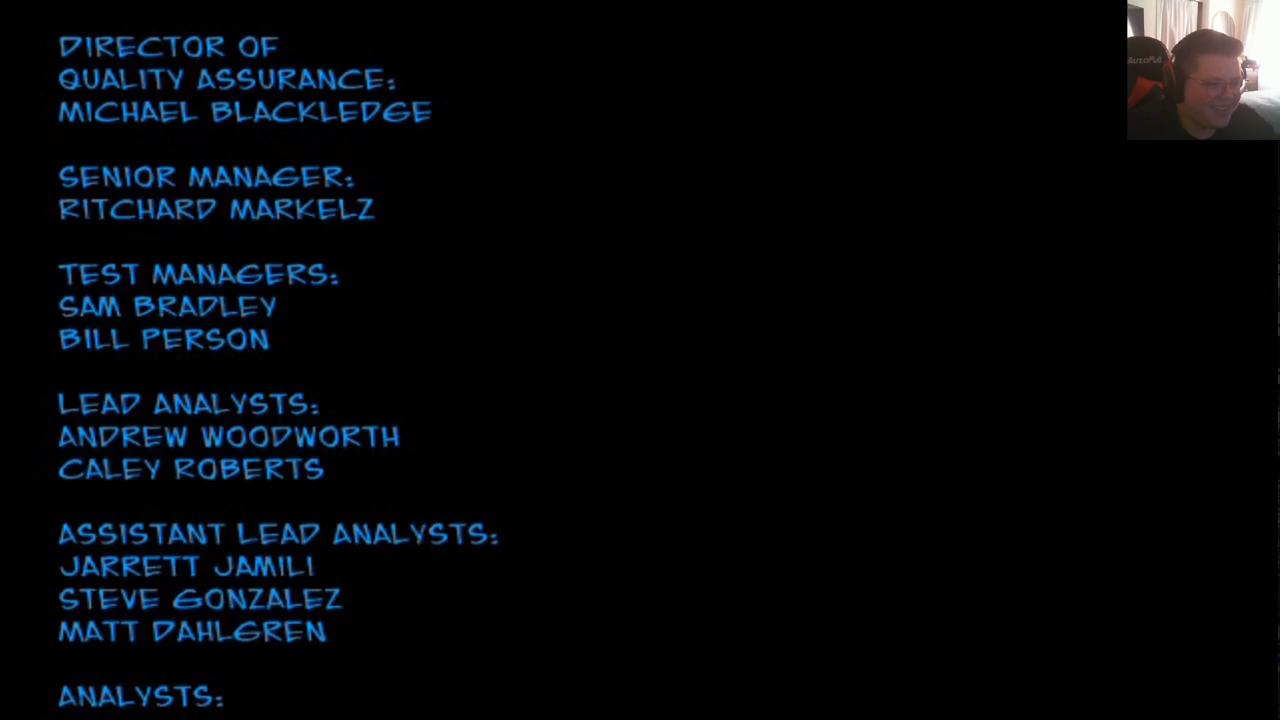 DIRECTOR OF
QUALITY ASSURANCE:
MICHAEL BLACKLEDGE
SENIOR MANAGER:
RITCHARD MARKELZ
TEST MANAGERS:
SAM BRADLEY
BILL PERSON
LEAD ANALYSTS:
ANDREW WOODWORTH
CALEY ROBERTS
ASSISTANT LEAD ANALYSTS:
JARRETT JAMILI
STEVE GONZALEZ
MATT DAHLGREN
ANALYSTS:
AUTOFULL